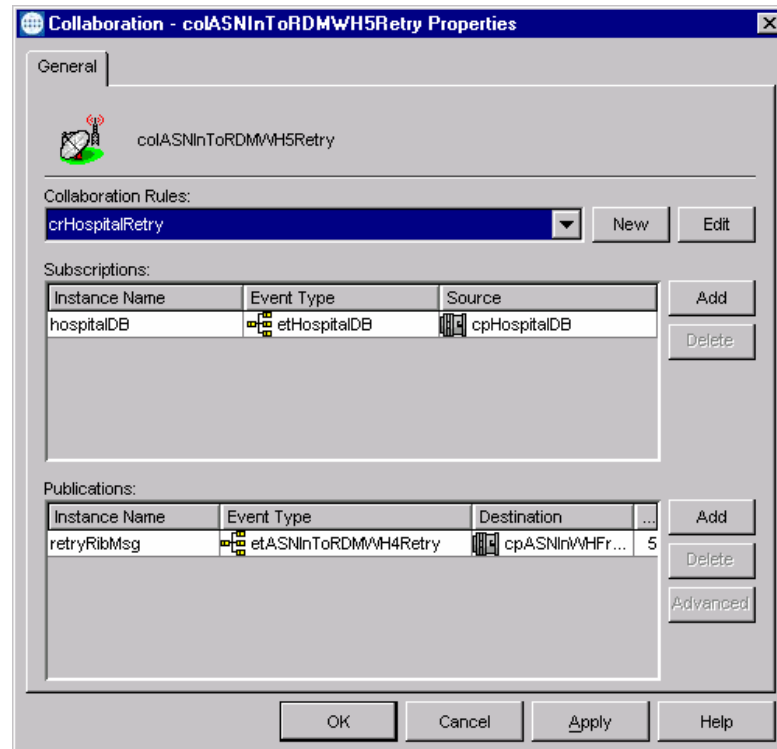 Collaboration - colASNInToRDMWH5Retry Properties
General
colASNInToRDMWH5Retry
Collaboration Rules:
crHospitalRetry
New
Edit
Subscriptions:
Instance Name Event Type Source
hospitalDB etHospitalDB cpHospitalDB
Add
Delete
Publications:
Instance Name Event Type Destination ...
retryRibMsg etASNInToRDMWH4Retry cpASNInWHFr... 5
Add
Delete
Advanced
OK Cancel Apply Help